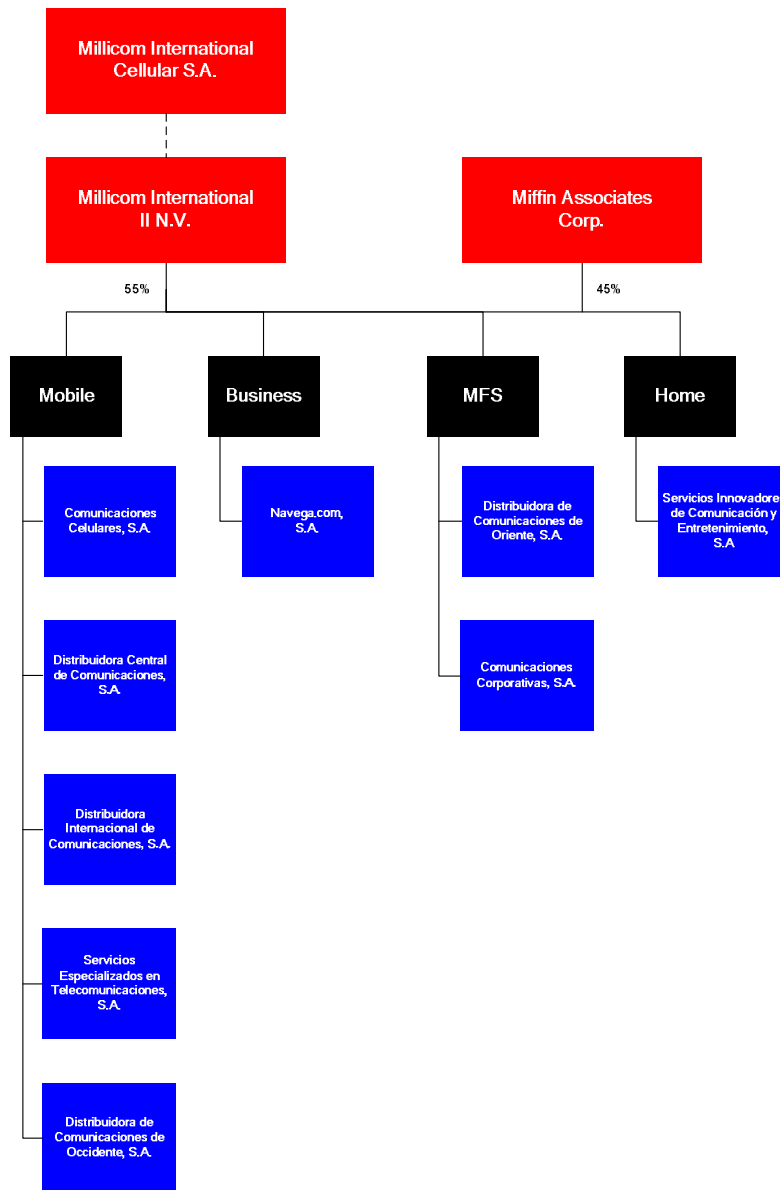 Millicom International
Cellular S.A.
Millicom International
II N.V.
Miffin Associates
Corp.
55%
45%
Mobile
Business
MFS
Home
Comunicaciones
Celulares, S.A.
Navega.com,
S.A.
Distribuidora de
Comunicaciones de
Oriente, S.A.
Servicios Innovadore
de Comunicación y
Entretenimiento,
S.A
Distribuidora Central
de Comunicaciones,
S.A.
Comunicaciones
Corporativas, S.A.
Distribuidora
Internacional de
Comunicaciones, S.A.
Servicios
Especializados en
Telecomunicaciones,
S.A.
Distribuidora de
Comunicaciones de
Occidente, S.A.